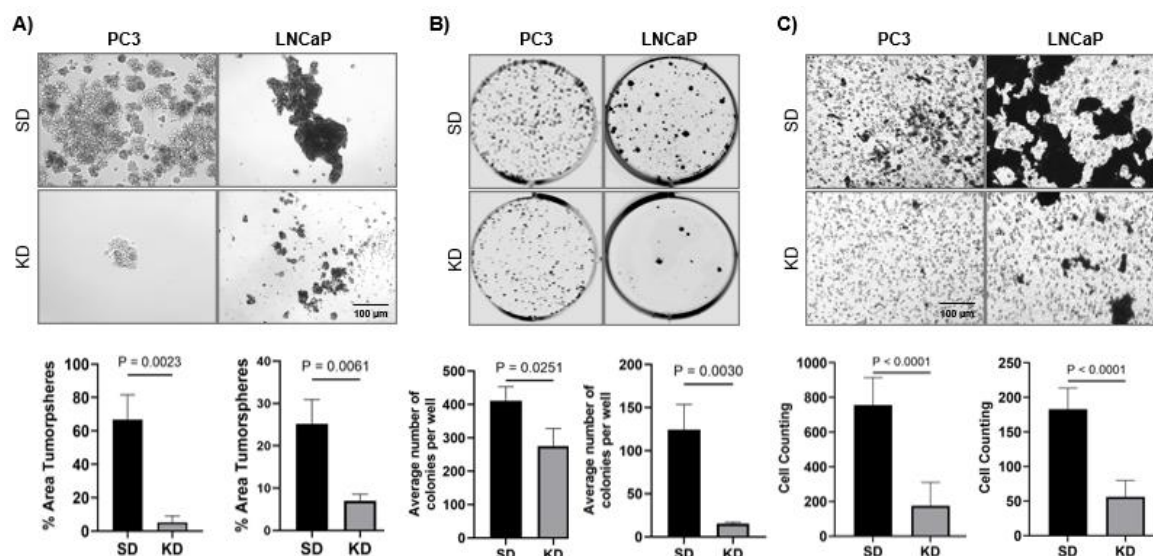 A)
PC3
LNCaP
SD
KD
100 µm
B)
PC3
LNCaP
SD
KD
C)
PC3
LNCaP
SD
KD
100 µm
% Area Tumorpsheres
100
80
60
40
20
0
P = 0.0023
SD KD
% Area Tumorspheres
40
30
20
10
0
P = 0.0061
SD KD
Average number of
colonies per well
500
400
300
200
100
0
P = 0.0251
SD KD
Average number of
colonies per well
200
150
100
50
0
P = 0.0030
SD KD
Cell Counting
1000
800
600
400
200
0
P < 0.0001
SD KD
Cell Counting
250
200
150
100
50
0
P < 0.0001
SD KD